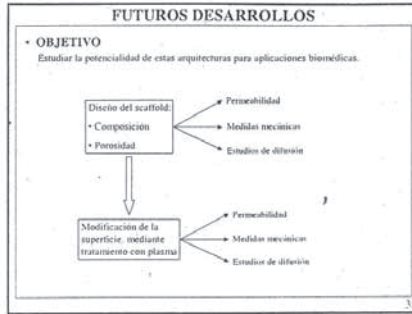 FUTUROS DESARROLLOS
• OBJETIVO
Estudiar la potencialidad de estas arquitecturas para aplicaciones biomédicas.
Diseño del scaffold:
• Composición
• Porosidad
Permeabilidad
Medidas mecánicas
Estudios de difusión
Modificación de la
superficie, mediante
tratamiento con plasma
Permeabilidad
Medidas mecánicas
Estudios de difusión
3